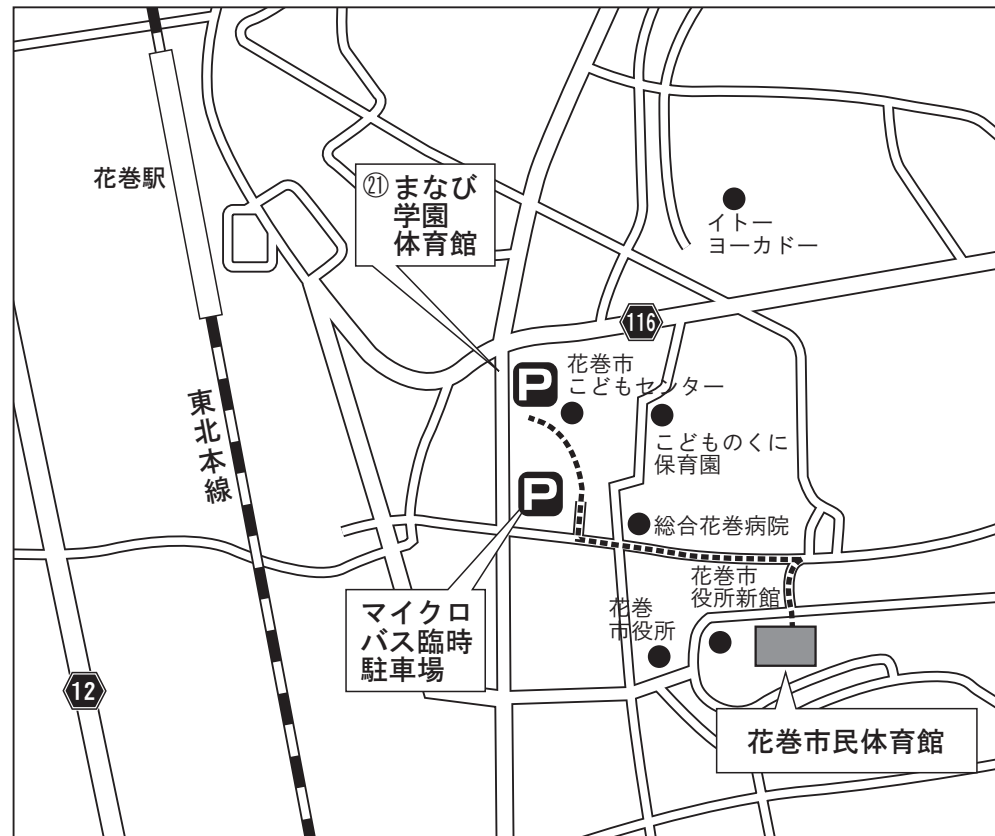 花巻駅
㉑ まなび
学園
体育館
イトー
ヨーカドー
116
花巻市
こどもセンター
P
東北本線
こどものくに
保育園
P
総合花巻病院
花巻市
役所新館
マイクロ
バス臨時
駐車場
花巻
市役所
12
花巻市民体育館